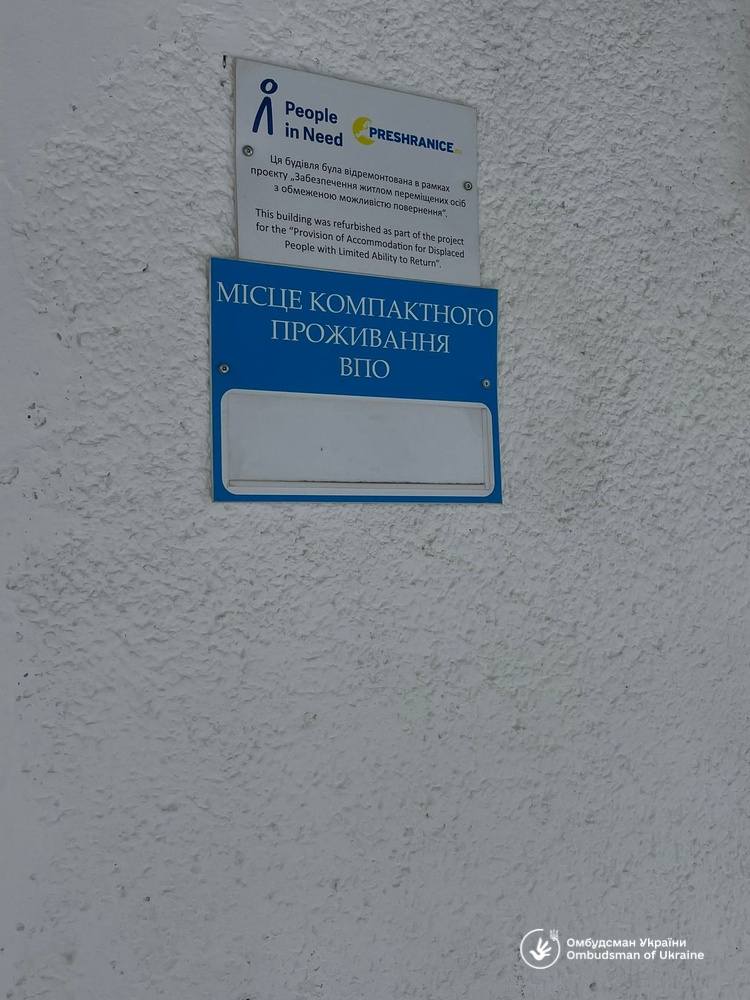 People
in Need
PRESHRANICE
Ця будівля була відремонтована в рамках
проєкту „Забезпечення житлом переміщених осіб
з обмеженою можливістю повернення“.
This building was refurbished as part of the project
for the “Provision of Accommodation for Displaced
People with Limited Ability to Return”.
МІСЦЕ КОМПАКТНОГО
ПРОЖИВАННЯ
ВПО
Омбудсман України
Ombudsman of Ukraine